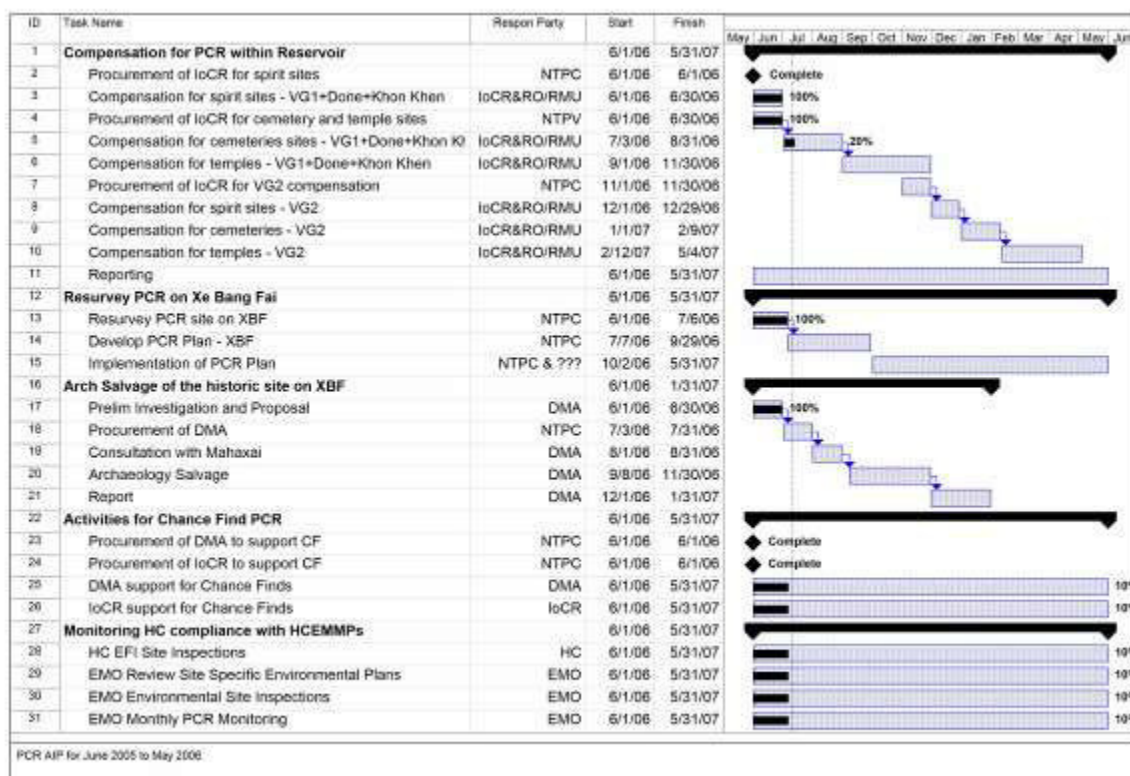 ID Task Name Respon Party Start Finish
May Jun Jul Aug Sep Oct Nov Dec Jan Feb Mar Apr May Jun
1 Compensation for PCR within Reservoir 6/1/06 5/31/07
2 Procurement of IoCR for spirit sites NTPC 6/1/06 6/1/06 Complete
3 Compensation for spirit sites - VG1+Done+Khon Khen IoCR&RO/RMU 6/1/06 6/30/06 100%
4 Procurement of IoCR for cemetery and temple sites NTPV 6/1/06 6/30/06 100%
5 Compensation for cemeteries sites - VG1+Done+Khon Kl IoCR&RO/RMU 7/3/06 8/31/06 20%
6 Compensation for temples - VG1+Done+Khon Khen IoCR&RO/RMU 9/1/06 11/30/06
7 Procurement of IoCR for VG2 compensation NTPC 11/1/06 11/30/06
8 Compensation for spirit sites - VG2 IoCR&RO/RMU 12/1/06 12/29/06
9 Compensation for cemeteries - VG2 IoCR&RO/RMU 1/1/07 2/9/07
10 Compensation for temples - VG2 IoCR&RO/RMU 2/12/07 5/4/07
11 Reporting 6/1/06 5/31/07
12 Resurvey PCR on Xe Bang Fai 6/1/06 5/31/07
13 Resurvey PCR site on XBF NTPC 6/1/06 7/6/06 100%
14 Develop PCR Plan - XBF NTPC 7/7/06 9/29/06
15 Implementation of PCR Plan NTPC & ??? 10/2/06 5/31/07
16 Arch Salvage of the historic site on XBF 6/1/06 1/31/07
17 Prelim Investigation and Proposal DMA 6/1/06 6/30/06 100%
18 Procurement of DMA NTPC 7/3/06 7/31/06
19 Consultation with Mahaxai DMA 8/1/06 8/31/06
20 Archaeology Salvage DMA 9/8/06 11/30/06
21 Report DMA 12/1/06 1/31/07
22 Activities for Chance Find PCR 6/1/06 5/31/07
23 Procurement of DMA to support CF NTPC 6/1/06 6/1/06 Complete
24 Procurement of IoCR to support CF NTPC 6/1/06 6/1/06 Complete
25 DMA support for Chance Finds DMA 6/1/06 5/31/07 10%
26 IoCR support for Chance Finds IoCR 6/1/06 5/31/07 10%
27 Monitoring HC compliance with HCEMMPs 6/1/06 5/31/07
28 HC EFI Site Inspections HC 6/1/06 5/31/07 10%
29 EMO Review Site Specific Environmental Plans EMO 6/1/06 5/31/07 10%
30 EMO Environmental Site Inspections EMO 6/1/06 5/31/07 10%
31 EMO Monthly PCR Monitoring EMO 6/1/06 5/31/07 10%
PCR AIP for June 2005 to May 2006